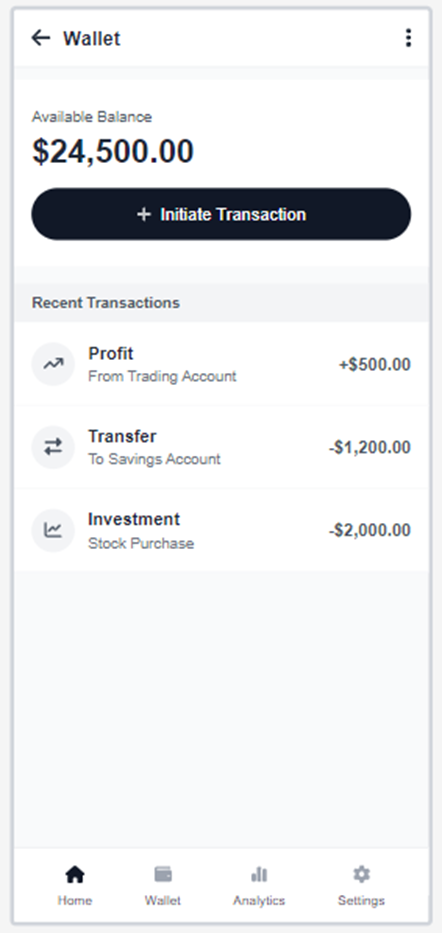 Wallet
Available Balance
$24,500.00
+ Initiate Transaction
Recent Transactions
Profit
From Trading Account
+$500.00
Transfer
To Savings Account
-$1,200.00
Investment
Stock Purchase
-$2,000.00
Home
Wallet
Analytics
Settings